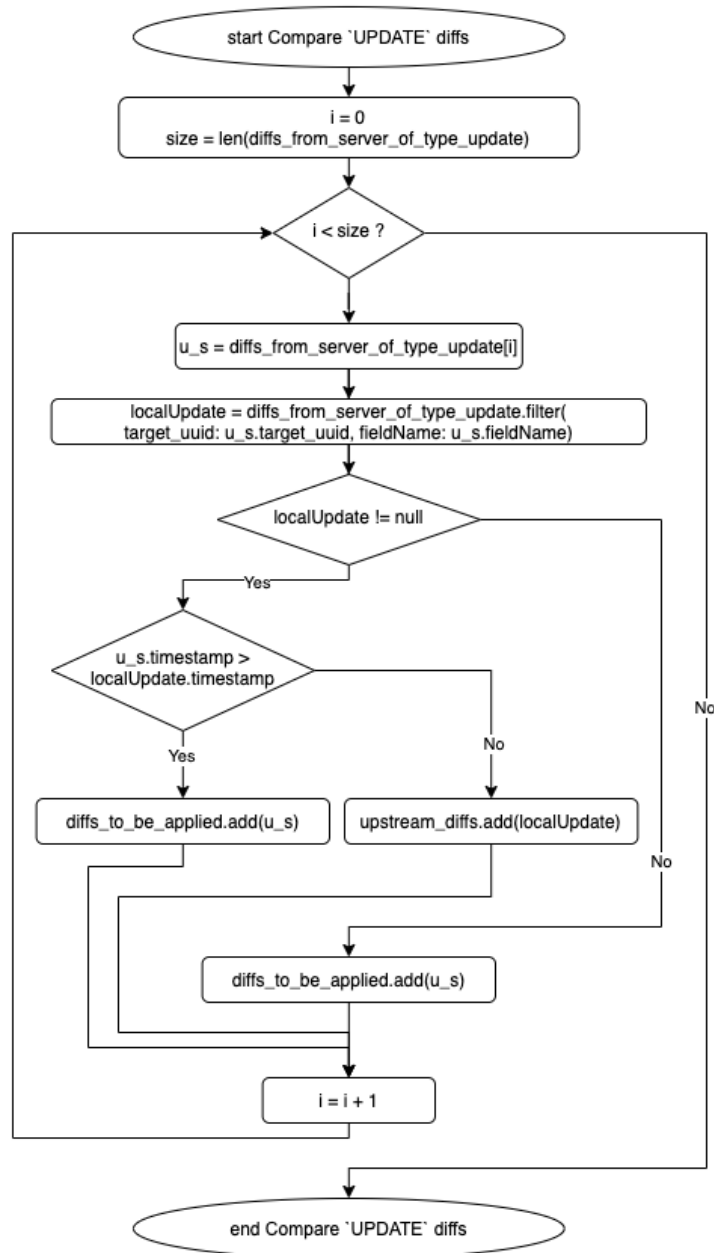 start Compare `UPDATE` diffs
i = 0
size = len(diffs_from_server_of_type_update)
i < size ?
u_s = diffs_from_server_of_type_update[i]
localUpdate = diffs_from_server_of_type_update.filter(
target_uuid: u_s.target_uuid, fieldName: u_s.fieldName)
localUpdate != null
Yes
u_s.timestamp >
localUpdate.timestamp
No
Yes
No
diffs_to_be_applied.add(u_s)
upstream_diffs.add(localUpdate)
No
diffs_to_be_applied.add(u_s)
i = i + 1
end Compare `UPDATE` diffs